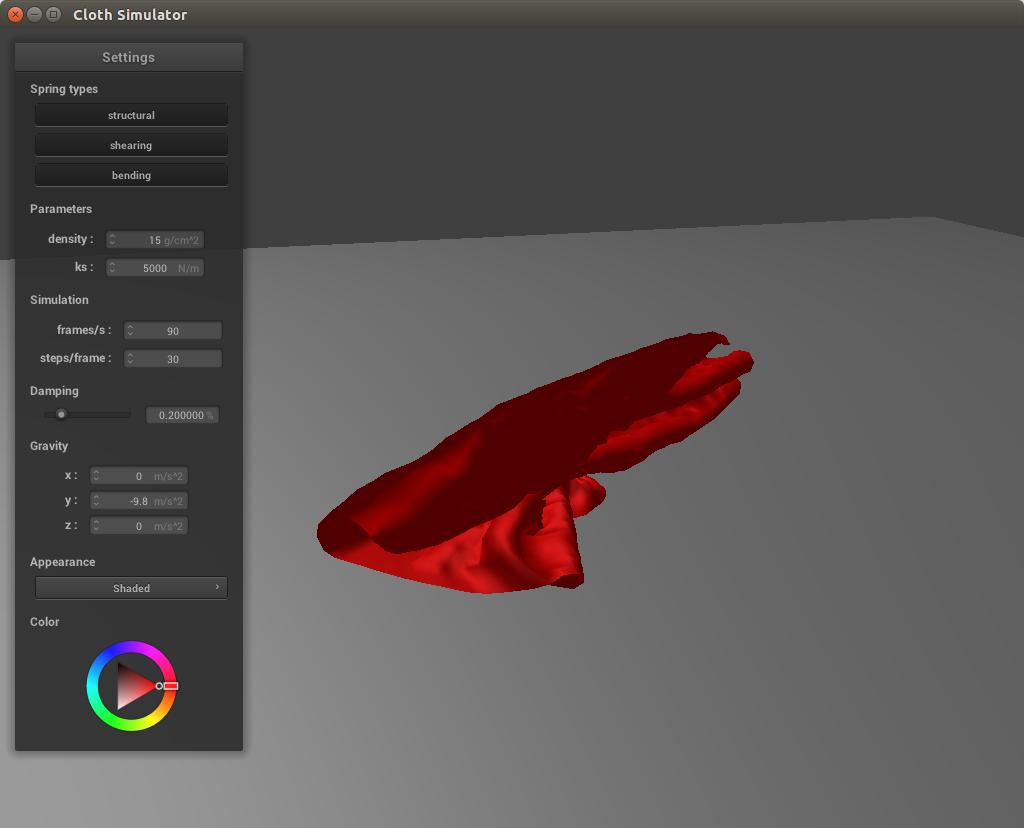 Cloth Simulator
Settings
Spring types
structural
shearing
bending
Parameters
density : 15 g/cm^2
ks : 5000 N/m
Simulation
frames/s : 90
steps/frame : 30
Damping
0.200000 %
Gravity
x : 0 m/s^2
y : -9.8 m/s^2
z : 0 m/s^2
Appearance
Shaded
Color